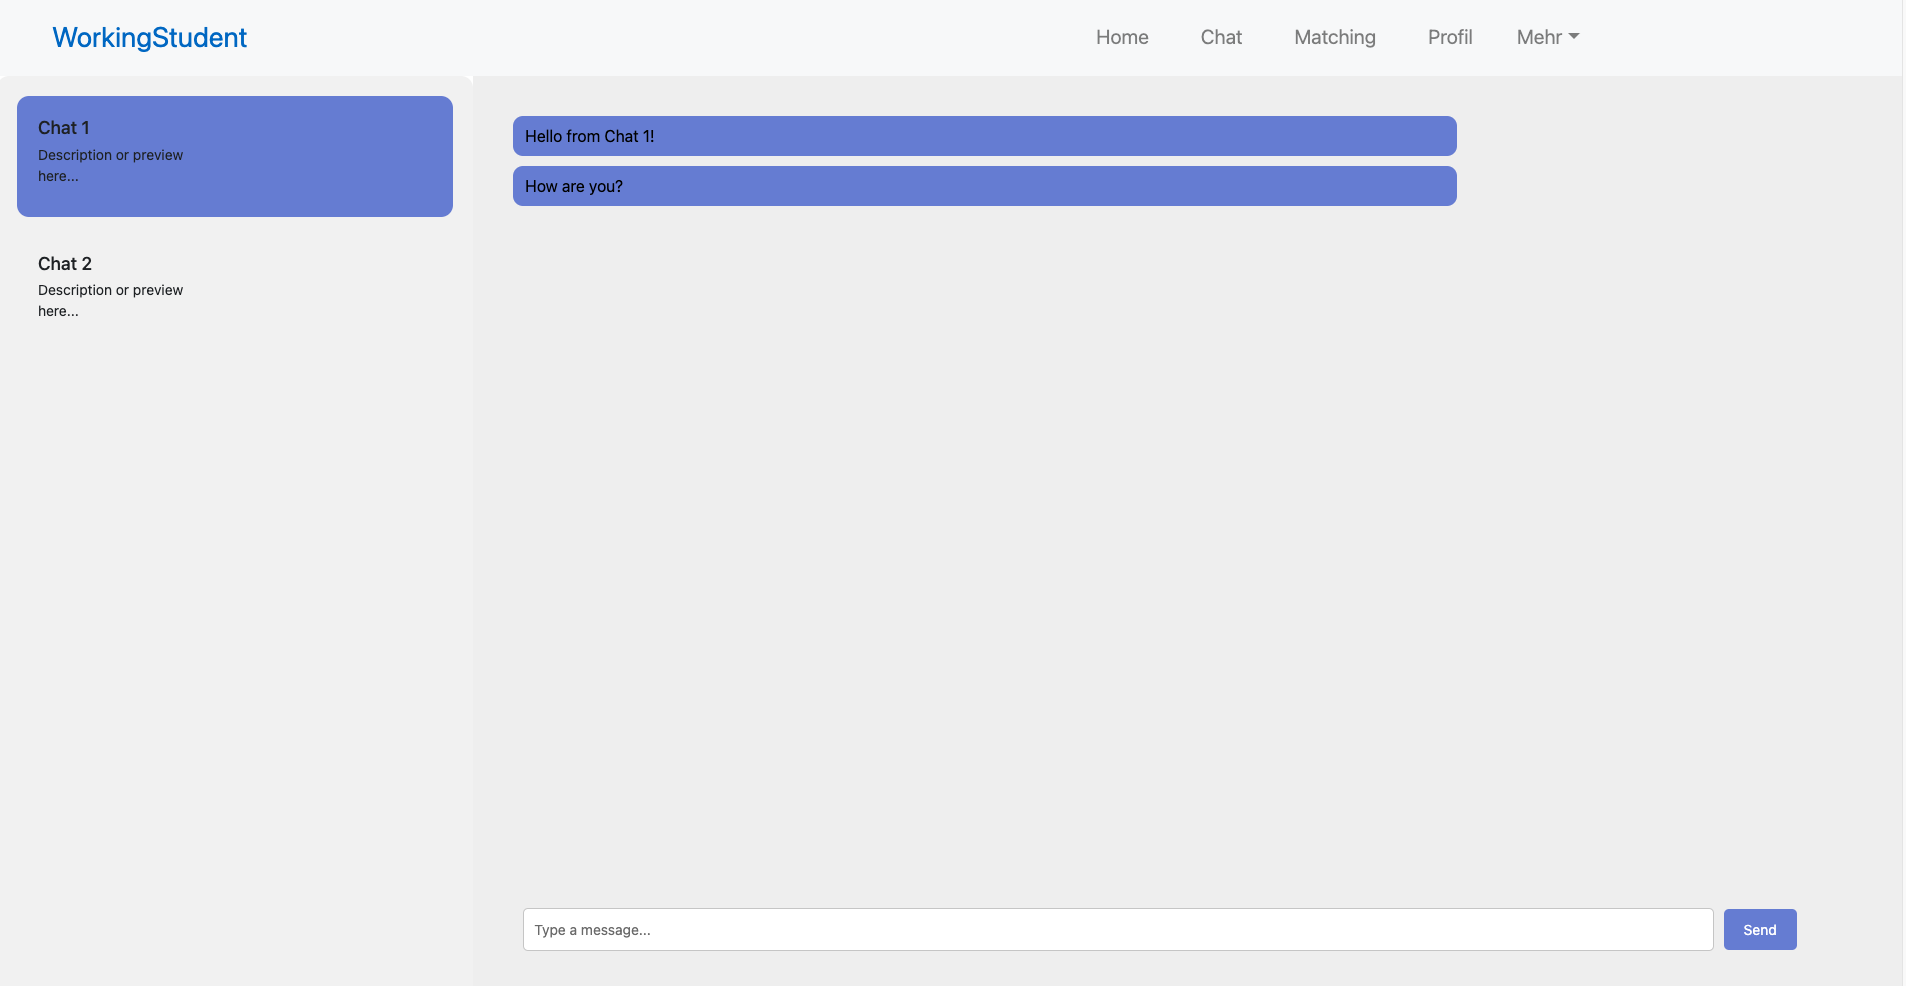 WorkingStudent
Home Chat Matching Profil Mehr
Chat 1
Description or preview
here...
Chat 2
Description or preview
here...
Hello from Chat 1!
How are you?
Type a message...
Send